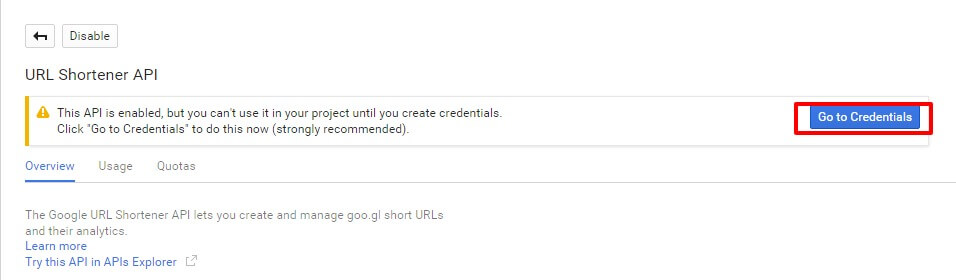 Disable
URL Shortener API
This API is enabled, but you can't use it in your project until you create credentials.
Click "Go to Credentials" to do this now (strongly recommended).
Go to Credentials
Overview Usage Quotas
The Google URL Shortener API lets you create and manage goo.gl short URLs
and their analytics.
Learn more
Try this API in APIs Explorer